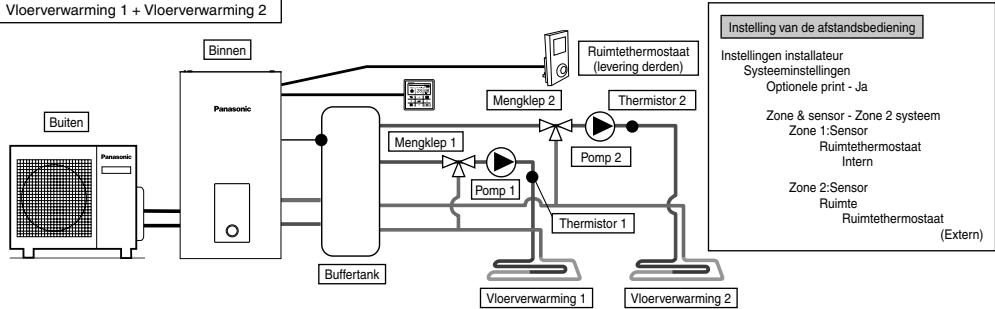 Vloerverwarming 1 + Vloerverwarming 2
Binnen
Panasonic
Buiten
Panasonic
Buffertank
Ruimtethermostaat
(levering derden)
Mengklep 2
Thermistor 2
Mengklep 1
Pomp 2
Pomp 1
Thermistor 1
Vloerverwarming 1
Vloerverwarming 2
Instelling van de afstandsbediening
Instellingen installateur
Systeeminstellingen
Optionele print - Ja
Zone & sensor - Zone 2 systeem
Zone 1:Sensor
Ruimtethermostaat
Intern
Zone 2:Sensor
Ruimte
Ruimtethermostaat
(Extern)